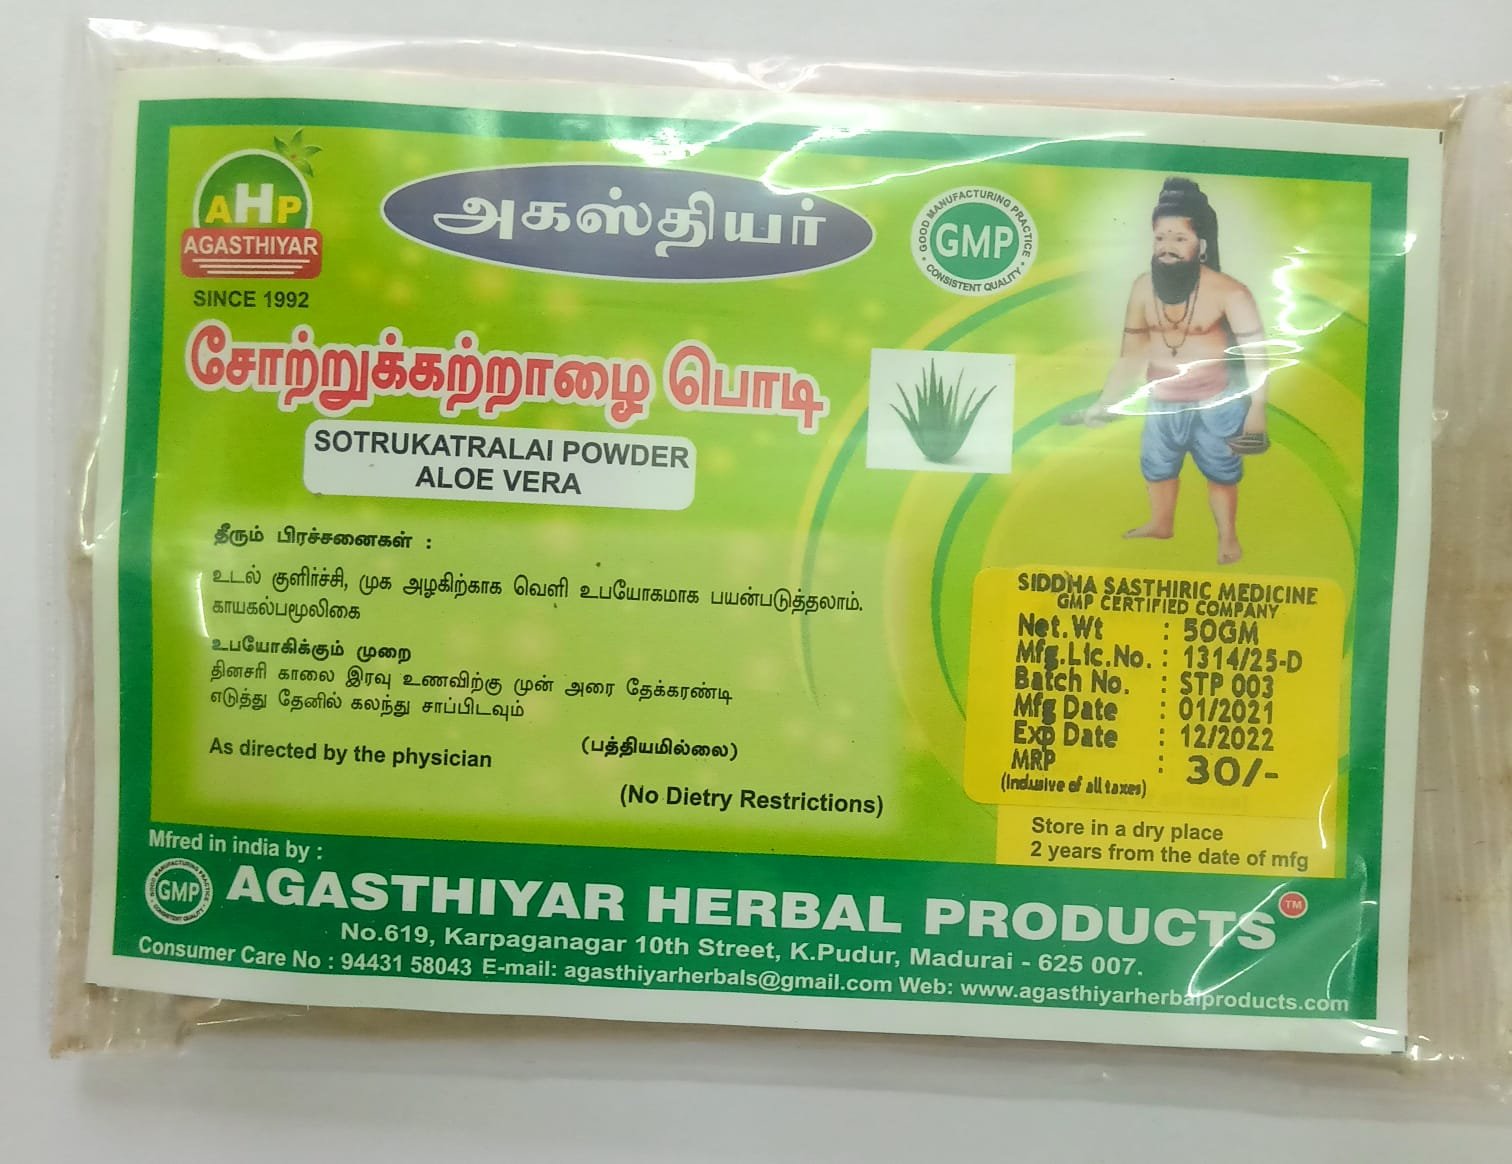 AHP
AGASTHIYAR
SINCE 1992
அகஸ்தியர்
GOOD MANUFACTURING PRACTICE
GMP
CONSISTENT QUALITY
சோற்றுக்கற்றாழை பொடி
SOTRUKATRALAI POWDER
ALOE VERA
தீரும் பிரச்சனைகள் :
உடல் குளிர்ச்சி, முக அழகிற்காக வெளி உபயோகமாக பயன்படுத்தலாம்.
காயகல்பமூலிகை
உபயோகிக்கும் முறை
தினசரி காலை இரவு உணவிற்கு முன் அரை தேக்கரண்டி
எடுத்து தேனில் கலந்து சாப்பிடவும்
As directed by the physician (பத்தியமில்லை)
(No Dietry Restrictions)
SIDDHA SASTHIRIC MEDICINE
GMP CERTIFIED COMPANY
Net.Wt : 50GM
Mfg.Lic.No. : 1314/25-D
Batch No. : STP 003
Mfg Date : 01/2021
Exp Date : 12/2022
MRP : 30/-
(Inclusive of all taxes)
Store in a dry place
2 years from the date of mfg
Mfred in india by :
GOOD MANUFACTURING PRACTICE
GMP
CONSISTENT QUALITY
AGASTHIYAR HERBAL PRODUCTS TM
No.619, Karpaganagar 10th Street, K.Pudur, Madurai - 625 007.
Consumer Care No : 94431 58043 E-mail: agasthiyarherbals@gmail.com Web: www.agasthiyarherbalproducts.com